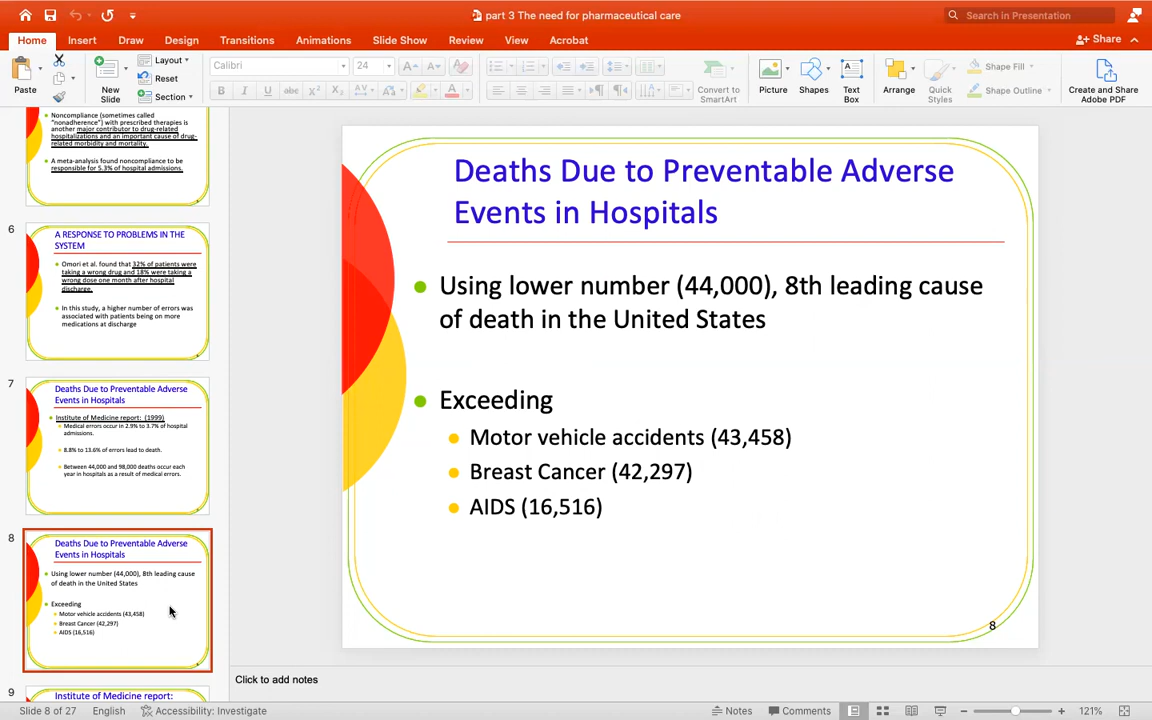 part 3 The need for pharmaceutical care
Search in Presentation
Home Insert Draw Design Transitions Animations Slide Show Review View Acrobat
Share
Paste
New Slide
Layout
Reset
Section
Calibri
24
B I U abc X² X₂ AV
Convert to SmartArt
Picture
Shapes
Text Box
Arrange
Quick Styles
Shape Fill
Shape Outline
Create and Share Adobe PDF
Noncompliance (sometimes called
"nonadherence") with prescribed therapies is
another major contributor to drug-related
hospitalizations and an important cause of drug-
related morbidity and mortality.
A meta-analysis found noncompliance to be
responsible for 5.3% of hospital admissions.
6
A RESPONSE TO PROBLEMS IN THE
SYSTEM
Omori et al. found that 32% of patients were
taking a wrong drug and 18% were taking a
wrong dose one month after hospital
discharge.
In this study, a higher number of errors was
associated with patients being on more
medications at discharge
7
Deaths Due to Preventable Adverse
Events in Hospitals
Institute of Medicine report: (1999)
Medical errors occur in 2.9% to 3.7% of hospital
admissions.
8.8% to 13.6% of errors lead to death.
Between 44,000 and 98,000 deaths occur each
year in hospitals as a result of medical errors.
8
Deaths Due to Preventable Adverse
Events in Hospitals
Using lower number (44,000), 8th leading cause
of death in the United States
Exceeding
Motor vehicle accidents (43,458)
Breast Cancer (42,297)
AIDS (16,516)
9
Institute of Medicine report:
Deaths Due to Preventable Adverse
Events in Hospitals
Using lower number (44,000), 8th leading cause
of death in the United States
Exceeding
Motor vehicle accidents (43,458)
Breast Cancer (42,297)
AIDS (16,516)
8
Click to add notes
Slide 8 of 27 English Accessibility: Investigate
Notes Comments 121%